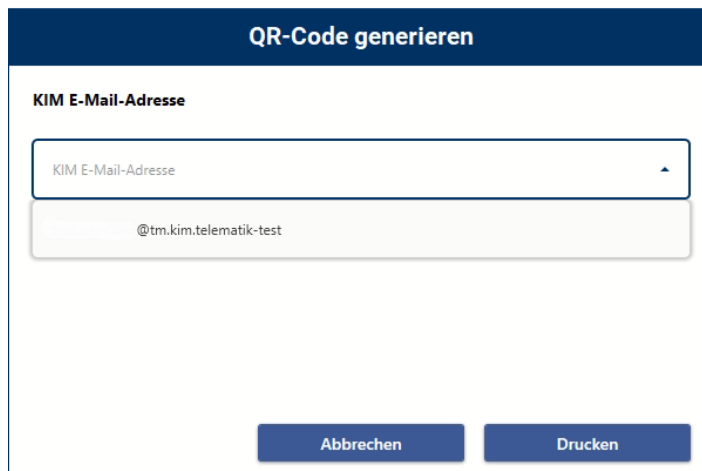 QR-Code generieren
KIM E-Mail-Adresse
KIM E-Mail-Adresse
@tm.kim.telematik-test
Abbrechen
Drucken